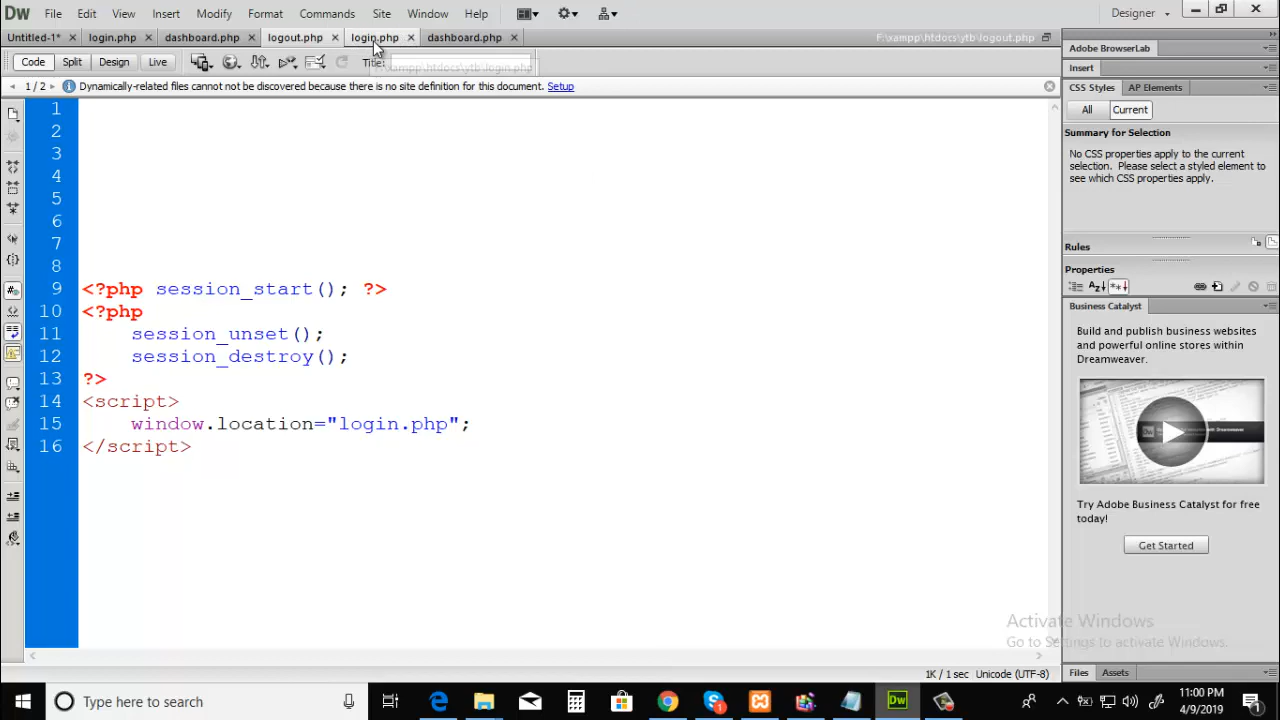 Dw File Edit View Insert Modify Format Commands Site Window Help Designer
Untitled-1* login.php dashboard.php logout.php login.php dashboard.php F:\xampp\htdocs\ytb\logout.php
Code Split Design Live Title:
F:\xampp\htdocs\ytb\login.php
1 / 2 Dynamically-related files cannot not be discovered because there is no site definition for this document. Setup
1
2
3
4
5
6
7
8
9 <?php session_start(); ?>
10 <?php
11 session_unset();
12 session_destroy();
13 ?>
14 <script>
15 window.location="login.php";
16 </script>
1K / 1 sec Unicode (UTF-8)
Adobe BrowserLab
Insert
CSS Styles AP Elements
All Current
Summary for Selection
No CSS properties apply to the current
selection. Please select a styled element to
see which CSS properties apply.
Rules
Properties
Business Catalyst
Build and publish business websites
and powerful online stores within
Dreamweaver.
Try Adobe Business Catalyst for free
today!
Get Started
Activate Windows
Go to Settings to activate Windows.
Files Assets
Type here to search
11:00 PM
4/9/2019